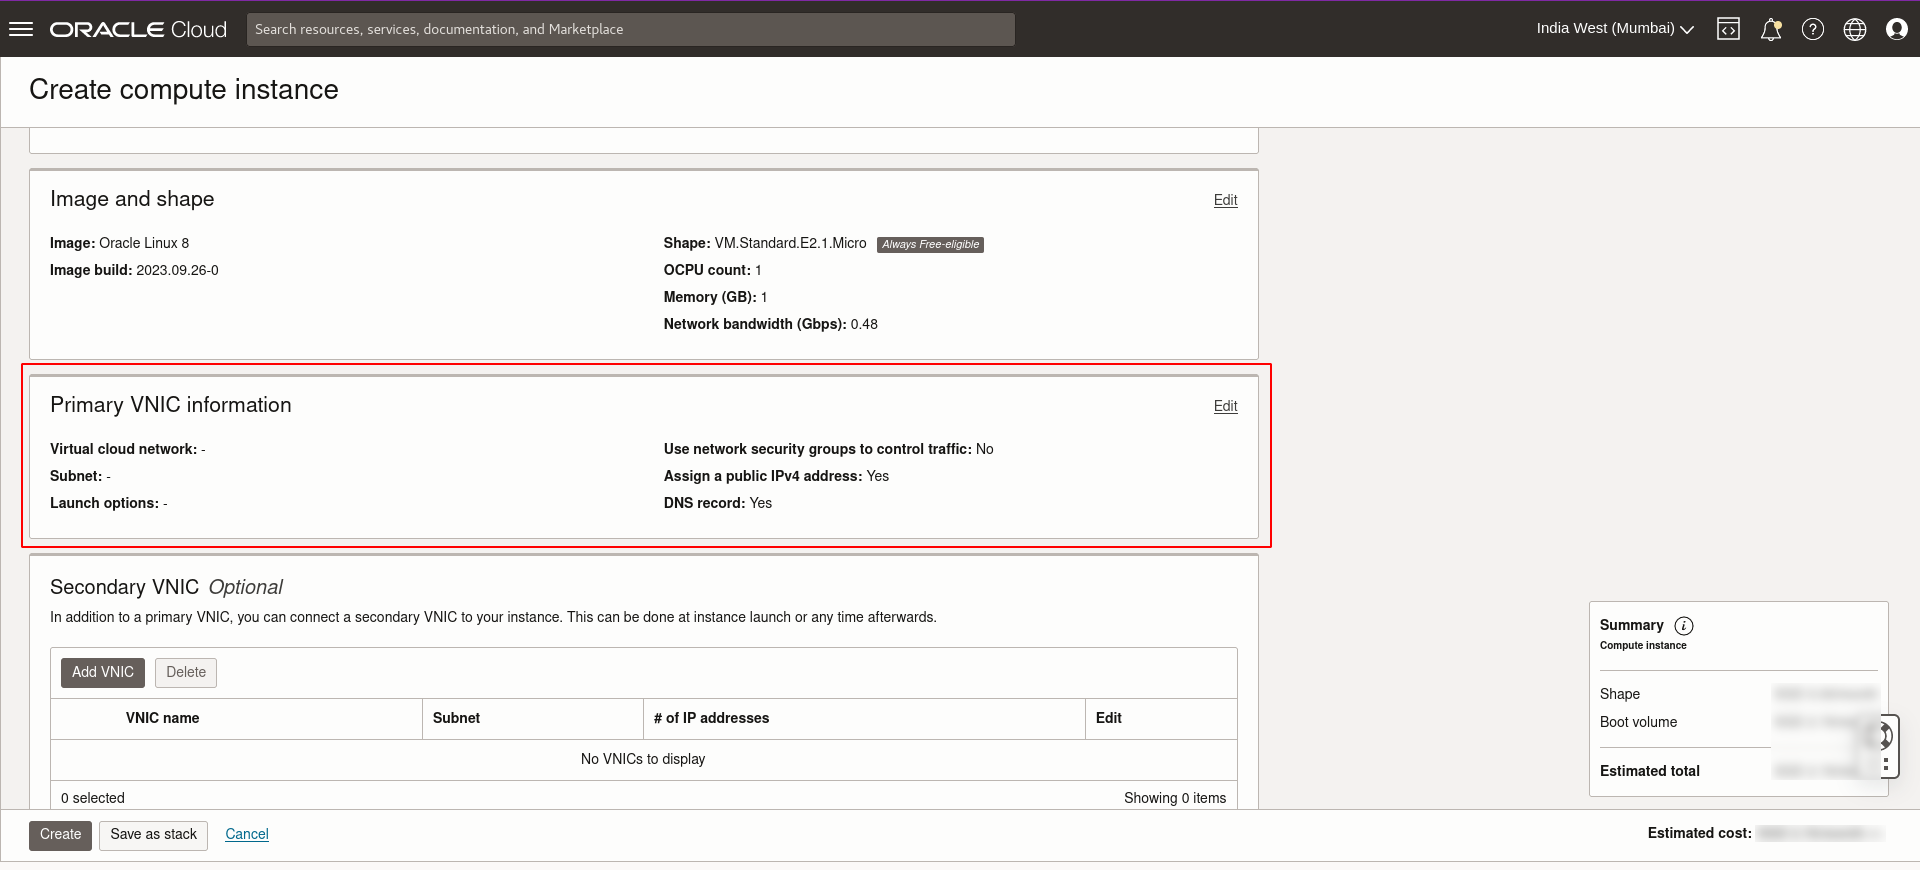 ORACLE Cloud
Search resources, services, documentation, and Marketplace
India West (Mumbai)
Create compute instance
Image and shape
Edit
Image: Oracle Linux 8
Image build: 2023.09.26-0
Shape: VM.Standard.E2.1.Micro Always Free-eligible
OCPU count: 1
Memory (GB): 1
Network bandwidth (Gbps): 0.48
Primary VNIC information
Edit
Virtual cloud network: -
Subnet: -
Launch options: -
Use network security groups to control traffic: No
Assign a public IPv4 address: Yes
DNS record: Yes
Secondary VNIC Optional
In addition to a primary VNIC, you can connect a secondary VNIC to your instance. This can be done at instance launch or any time afterwards.
Add VNIC Delete
VNIC name Subnet # of IP addresses Edit
No VNICs to display
0 selected Showing 0 items
Summary
Compute instance
Shape
Boot volume
Estimated total
Create Save as stack Cancel
Estimated cost: